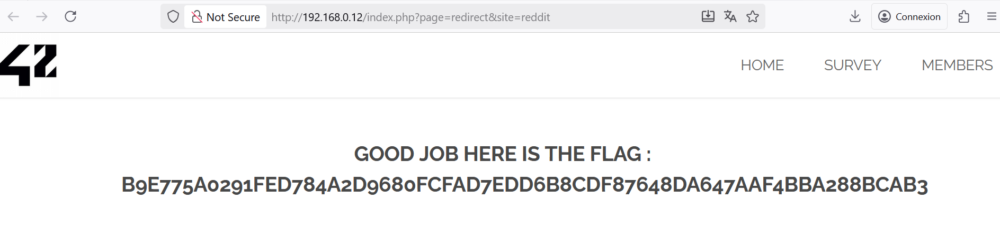 Not Secure http://192.168.0.12/index.php?page=redirect&site=reddit Connexion
42
HOME SURVEY MEMBERS
GOOD JOB HERE IS THE FLAG :
B9E775A0291FED784A2D9680FCFAD7EDD6B8CDF87648DA647AAF4BBA288BCAB3